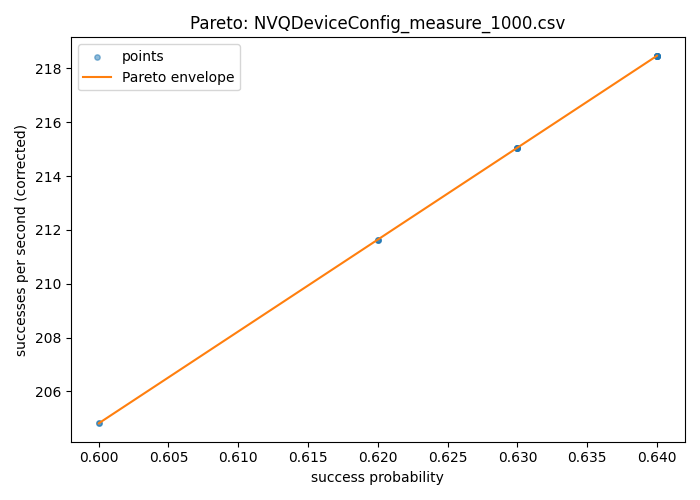 Pareto: NVQDeviceConfig_measure_1000.csv
points
Pareto envelope
successes per second (corrected)
218
216
214
212
210
208
206
0.600 0.605 0.610 0.615 0.620 0.625 0.630 0.635 0.640
success probability